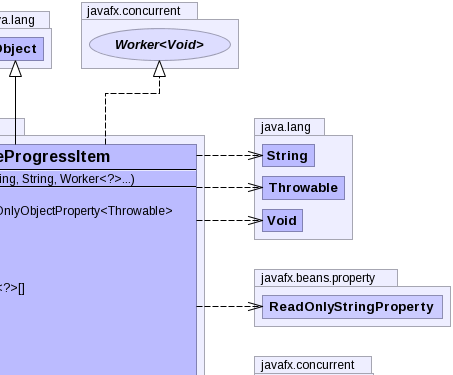 va.lang
Object
javafx.concurrent
Worker<Void>
eProgressItem
ing, String, Worker<?>...)
OnlyObjectProperty<Throwable>
<?>[]
java.lang
String
Throwable
Void
javafx.beans.property
ReadOnlyStringProperty
javafx.concurrent